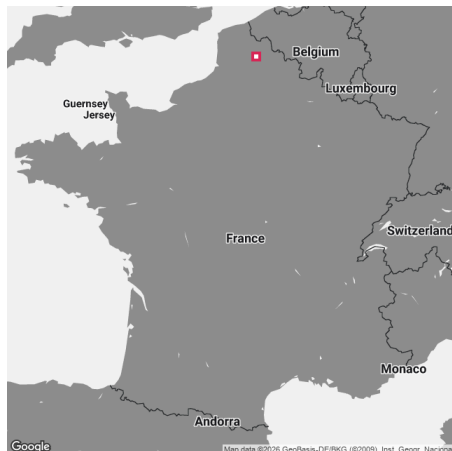 Belgium
Luxembourg
Guernsey
Jersey
Switzerland
France
Monaco
Andorra
Google
Map data ©2026 GeoBasis-DE/BKG (©2009), Inst. Geogr. Nacional